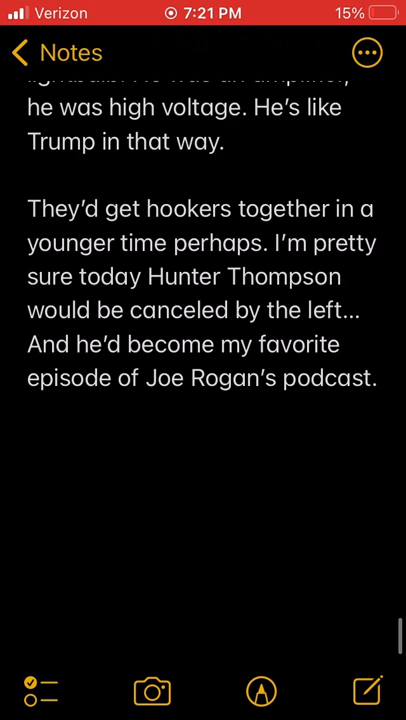 Verizon 7:21 PM 15%
Notes
he was high voltage. He's like
Trump in that way.
They'd get hookers together in a
younger time perhaps. I'm pretty
sure today Hunter Thompson
would be canceled by the left...
And he'd become my favorite
episode of Joe Rogan's podcast.